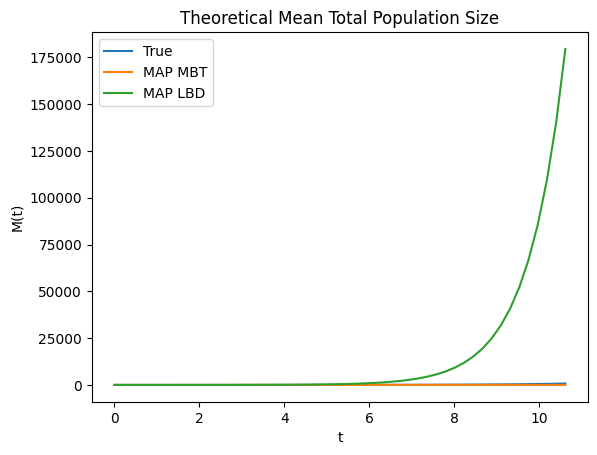 Theoretical Mean Total Population Size
True
MAP MBT
MAP LBD
175000
150000
125000
100000
75000
50000
25000
0
M(t)
0 2 4 6 8 10
t